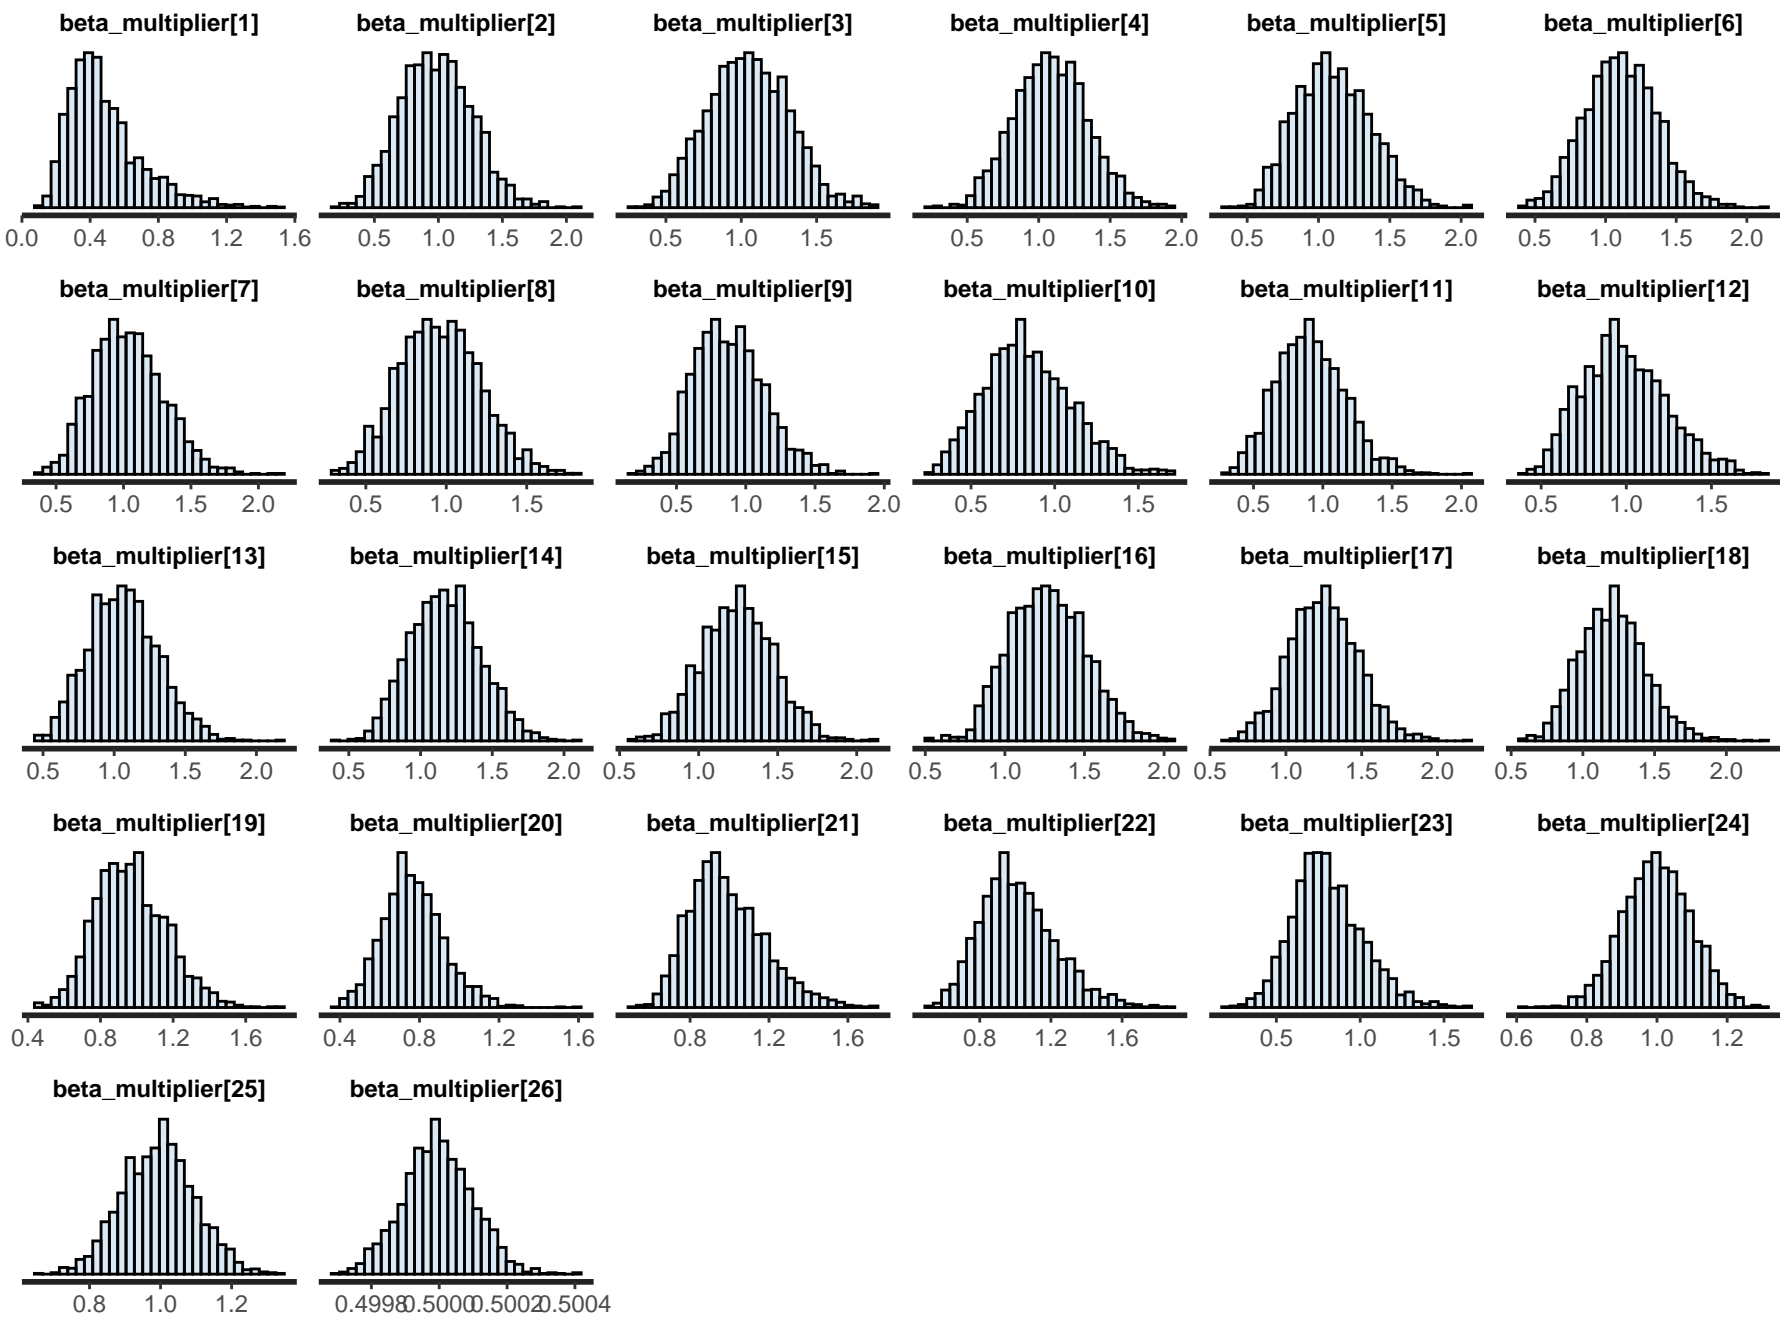 beta_multiplier[1] beta_multiplier[2] beta_multiplier[3] beta_multiplier[4] beta_multiplier[5] beta_multiplier[6]
0.0 0.4 0.8 1.2 1.6 0.5 1.0 1.5 2.0 0.5 1.0 1.5 0.5 1.0 1.5 2.0 0.5 1.0 1.5 2.0 0.5 1.0 1.5 2.0
beta_multiplier[7] beta_multiplier[8] beta_multiplier[9] beta_multiplier[10] beta_multiplier[11] beta_multiplier[12]
0.5 1.0 1.5 2.0 0.5 1.0 1.5 0.5 1.0 1.5 2.0 0.5 1.0 1.5 0.5 1.0 1.5 2.0 0.5 1.0 1.5
beta_multiplier[13] beta_multiplier[14] beta_multiplier[15] beta_multiplier[16] beta_multiplier[17] beta_multiplier[18]
0.5 1.0 1.5 2.0 0.5 1.0 1.5 2.0 0.5 1.0 1.5 2.0 0.5 1.0 1.5 2.0 0.5 1.0 1.5 2.0 0.5 1.0 1.5 2.0
beta_multiplier[19] beta_multiplier[20] beta_multiplier[21] beta_multiplier[22] beta_multiplier[23] beta_multiplier[24]
0.4 0.8 1.2 1.6 0.4 0.8 1.2 1.6 0.8 1.2 1.6 0.8 1.2 1.6 0.5 1.0 1.5 0.6 0.8 1.0 1.2
beta_multiplier[25] beta_multiplier[26]
0.8 1.0 1.2 0.4998 0.5000 0.5002 0.5004